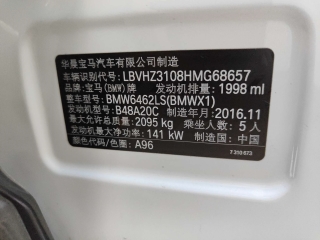 华晨宝马汽车有限公司制造
车辆识别代号: LBVHZ3108HMG68657
品牌: 宝马(BMW)牌 发动机排量: 1998 ml
整车型号: BMW6462LS(BMWX1)
发动机型号: B48A20C 制造年月: 2016.11
最大允许总质量: 2095 kg 乘坐人数: 5 人
发动机最大净功率: 141 kW 制造国: 中国
颜色代码/色图: A96
7 310 673